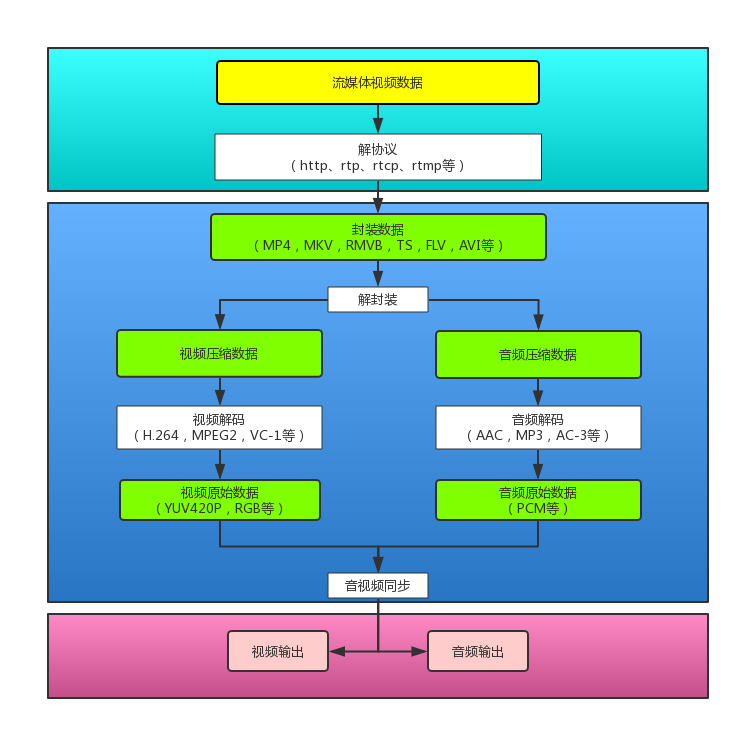 流媒体视频数据
解协议
（http、rtp、rtcp、rtmp等）
封装数据
（MP4，MKV，RMVB，TS，FLV，AVI等）
解封装
视频压缩数据
音频压缩数据
视频解码
（H.264，MPEG2，VC-1等）
音频解码
（AAC，MP3，AC-3等）
视频原始数据
（YUV420P，RGB等）
音频原始数据
（PCM等）
音视频同步
视频输出
音频输出